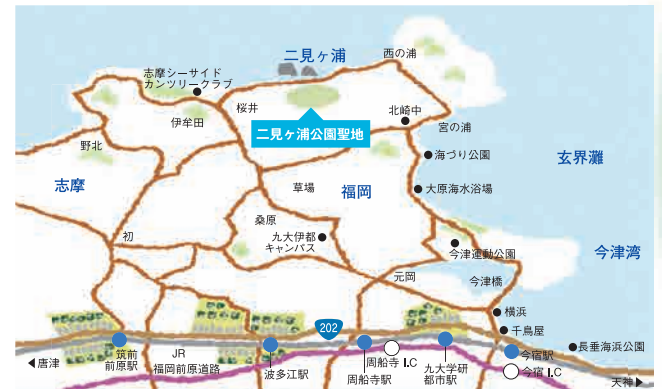 二見ヶ浦
西の浦
志摩シーサイド
カンツリークラブ
桜井
北崎中
伊牟田
二見ヶ浦公園聖地
宮の浦
野北
海づり公園
玄界灘
志摩
草場
福岡
大原海水浴場
桑原
初
九大伊都
キャンパス
今津運動公園
今津湾
元岡
今津橋
横浜
202
千鳥屋
唐津
筑前
前原駅
JR
福岡前原道路
波多江駅
周船寺 I.C
周船寺駅
九大学研
都市駅
今宿駅
今宿 I.C
長垂海浜公園
天神